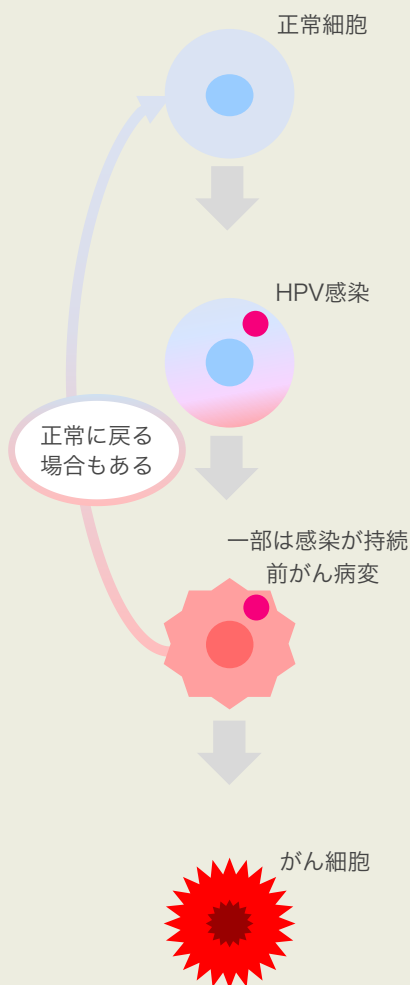 正常細胞
HPV感染
正常に戻る
場合もある
一部は感染が持続
前がん病変
がん細胞